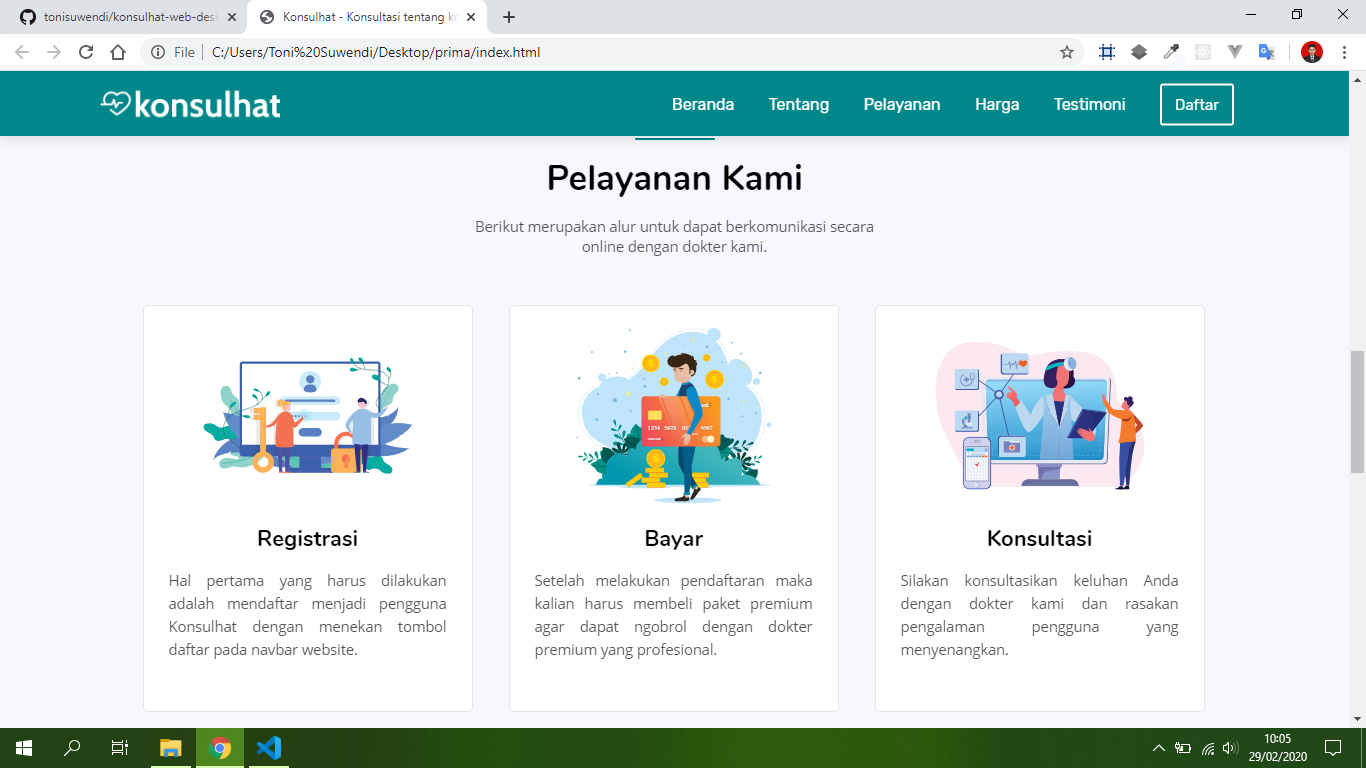 tonisuwendi/konsulhat-web-desi
Konsulhat - Konsultasi tentang ke
File
C:/Users/Toni%20Suwendi/Desktop/prima/index.html
konsulhat
Beranda
Tentang
Pelayanan
Harga
Testimoni
Daftar
Pelayanan Kami
Berikut merupakan alur untuk dapat berkomunikasi secara
online dengan dokter kami.
Registrasi
Hal pertama yang harus dilakukan
adalah mendaftar menjadi pengguna
Konsulhat dengan menekan tombol
daftar pada navbar website.
Bayar
Setelah melakukan pendaftaran maka
kalian harus membeli paket premium
agar dapat ngobrol dengan dokter
premium yang profesional.
Konsultasi
Silakan konsultasikan keluhan Anda
dengan dokter kami dan rasakan
pengalaman pengguna yang
menyenangkan.
10:05
29/02/2020